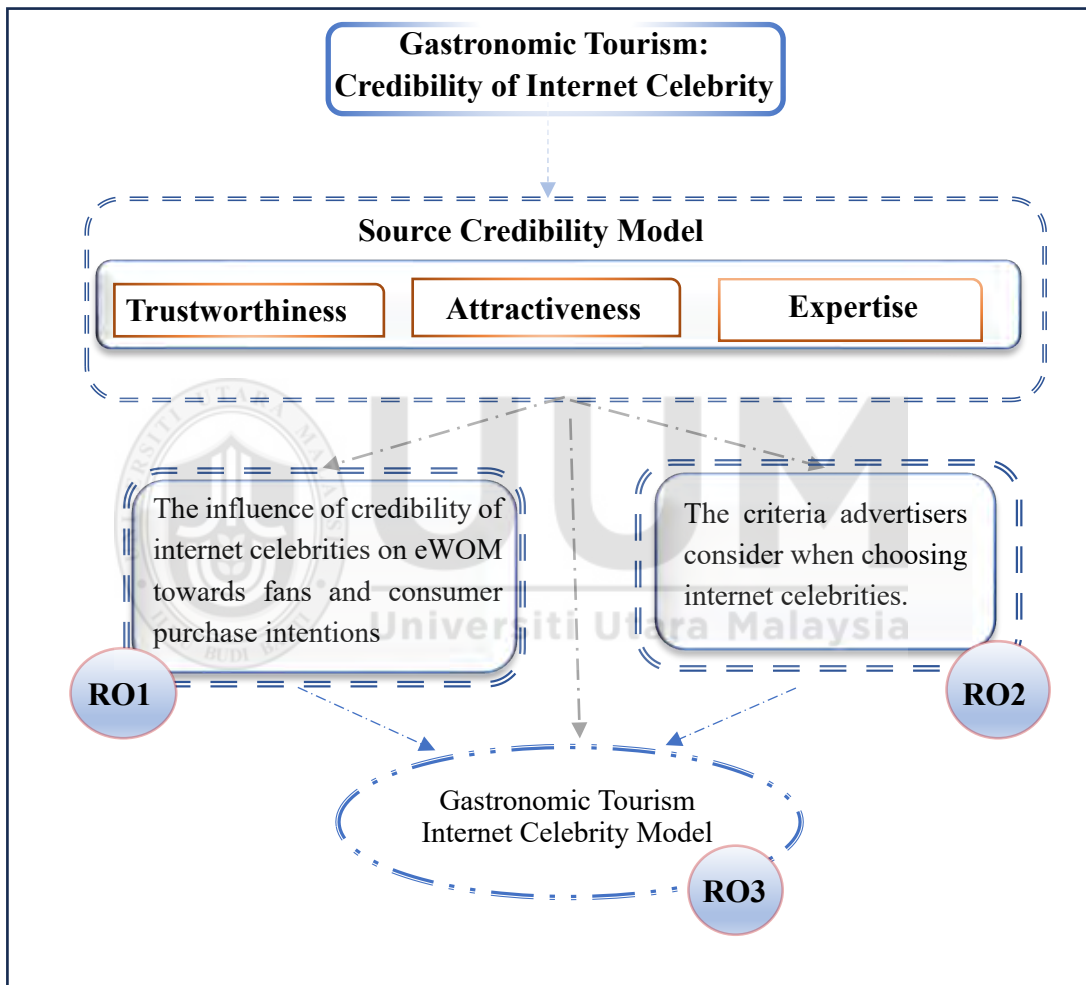 Gastronomic Tourism:
Credibility of Internet Celebrity
Source Credibility Model
Trustworthiness
Attractiveness
Expertise
The influence of credibility of
internet celebrities on eWOM
towards fans and consumer
purchase intentions
The criteria advertisers
consider when choosing
internet celebrities.
RO1
RO2
Gastronomic Tourism
Internet Celebrity Model
RO3
UUM
Universiti Utara Malaysia